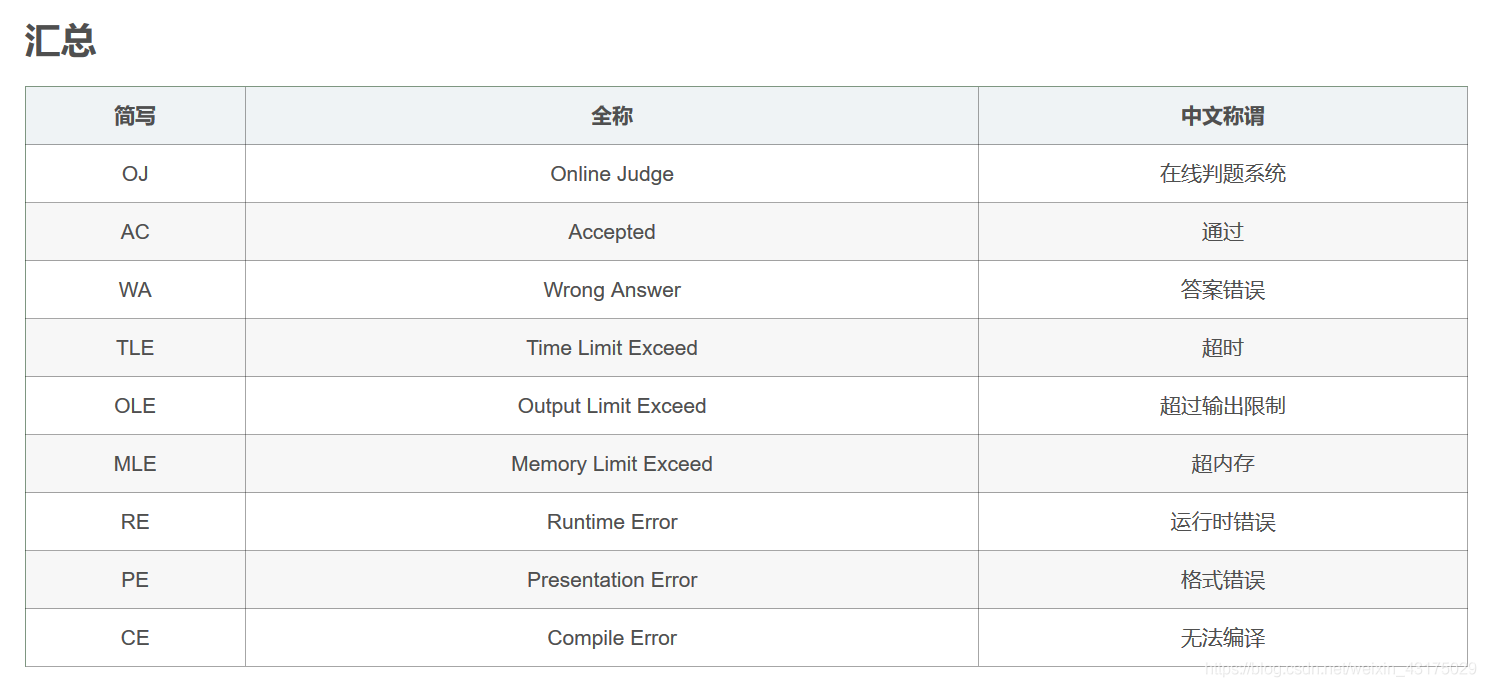 汇总
简写 全称 中文称谓
OJ Online Judge 在线判题系统
AC Accepted 通过
WA Wrong Answer 答案错误
TLE Time Limit Exceed 超时
OLE Output Limit Exceed 超过输出限制
MLE Memory Limit Exceed 超内存
RE Runtime Error 运行时错误
PE Presentation Error 格式错误
CE Compile Error 无法编译
https://blog.csdn.net/weixin_43175029